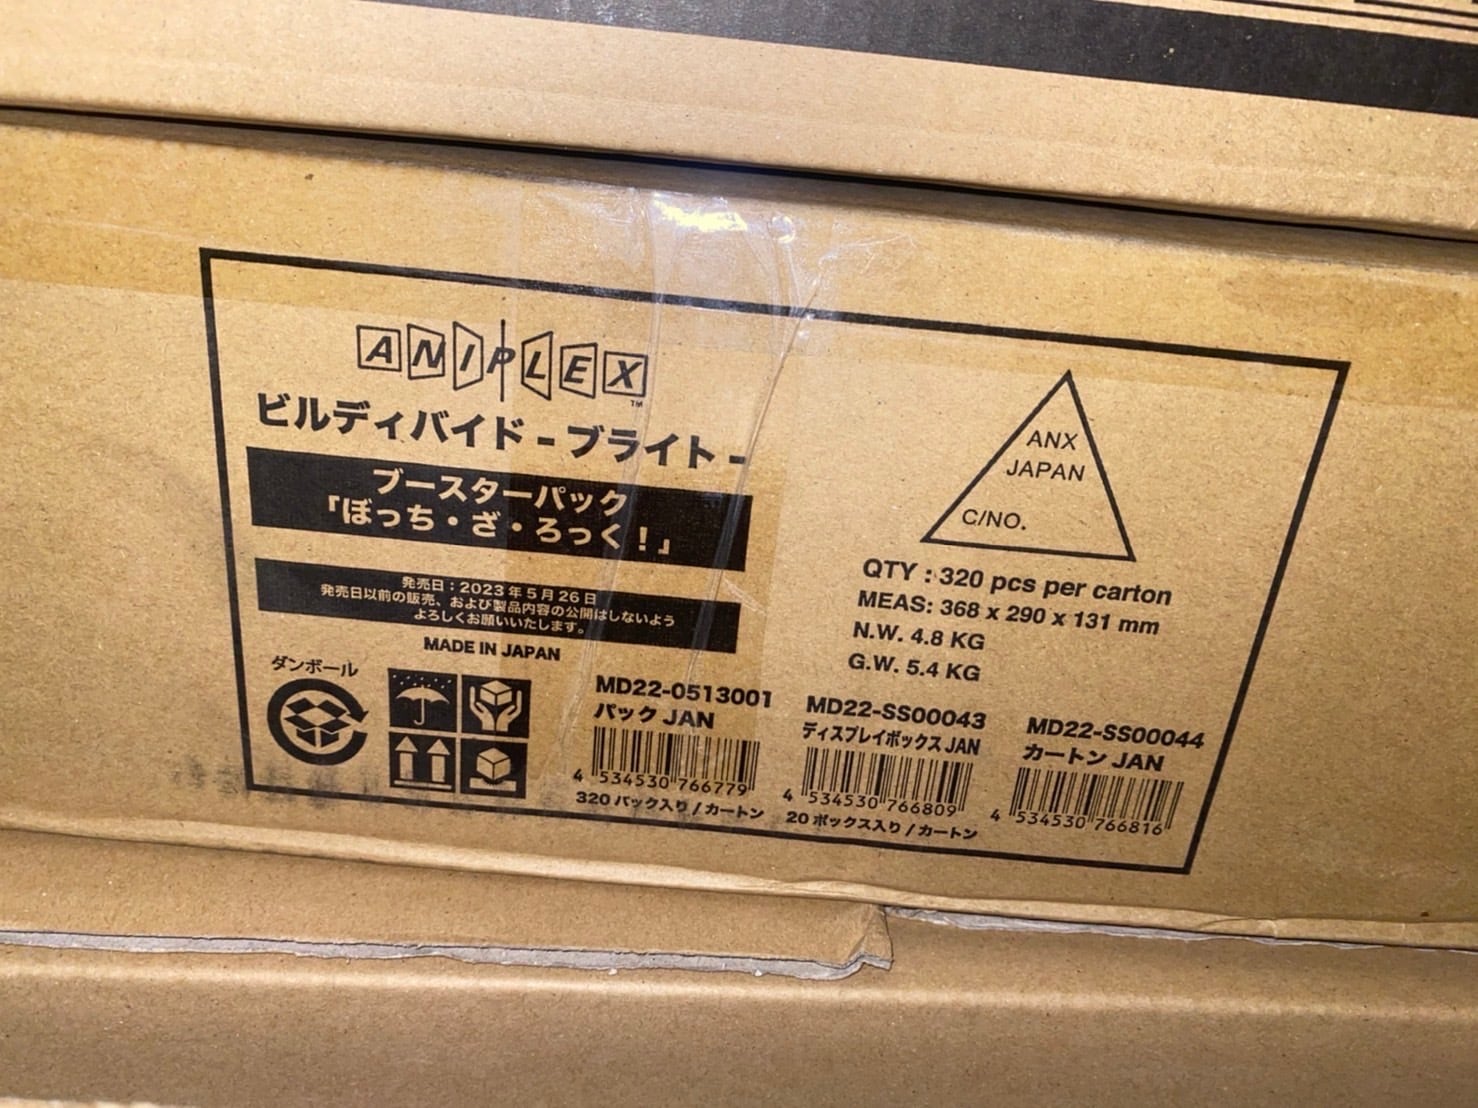 ANIPLEX™
ビルディバイド - ブライト -
ブースターパック
「ぼっち・ざ・ろっく！」
発売日：2023年5月26日
発売日以前の販売、および製品内容の公開はしないよう
よろしくお願いいたします。
MADE IN JAPAN
ダンボール
ANX
JAPAN
C/NO.
QTY : 320 pcs per carton
MEAS: 368 x 290 x 131 mm
N.W. 4.8 KG
G.W. 5.4 KG
MD22-0513001
パック JAN
4 534530 766779
320 パック入り / カートン
MD22-SS00043
ディスプレイボックス JAN
4 534530 766809
20 ボックス入り / カートン
MD22-SS00044
カートン JAN
4 534530 766816